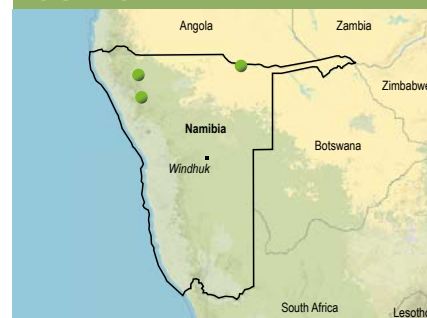 Angola
Zambia
Zimbabwe
Namibia
Botswana
Windhuk
South Africa
Lesotho